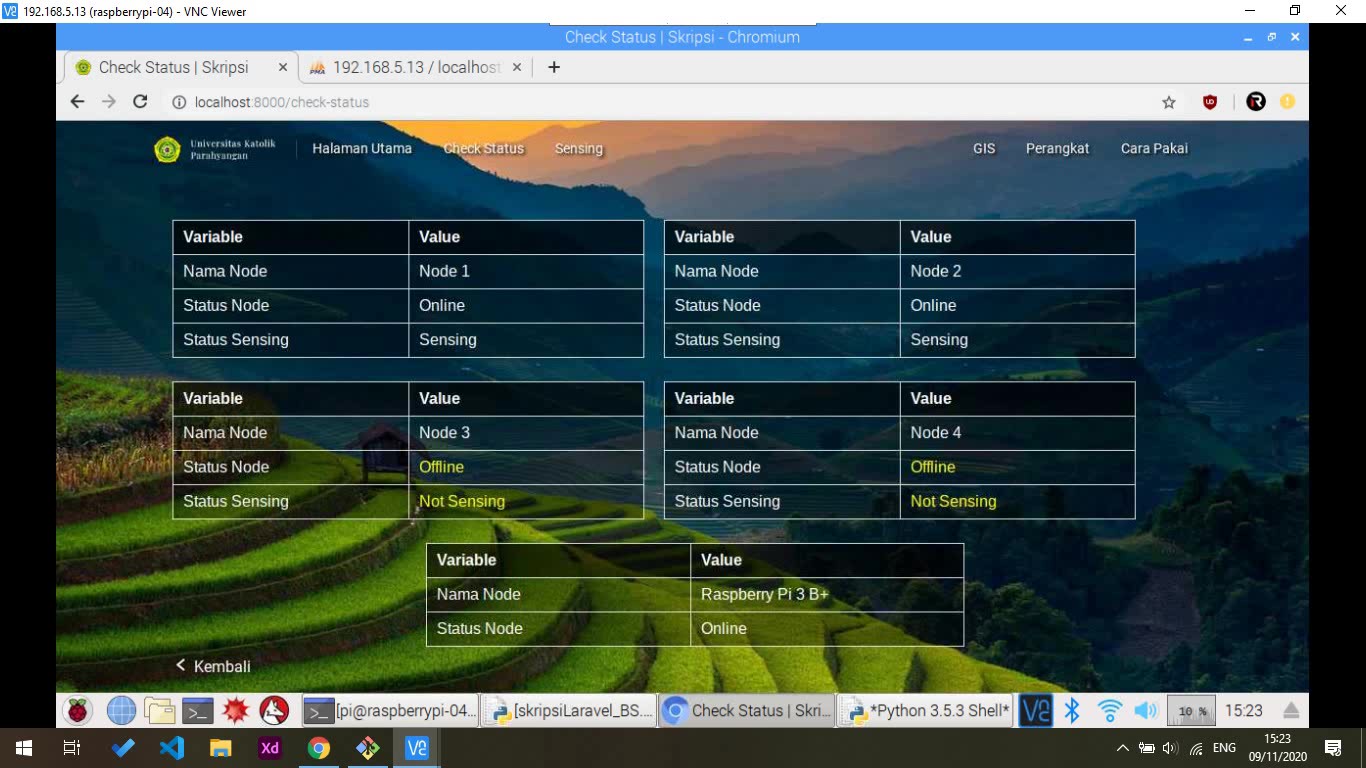 192.168.5.13 (raspberrypi-04) - VNC Viewer
Check Status | Skripsi - Chromium
Check Status | Skripsi
192.168.5.13 / localhost
localhost:8000/check-status
Universitas Katolik
Parahyangan
Halaman Utama
Check Status
Sensing
GIS
Perangkat
Cara Pakai
Variable Value
Nama Node Node 1
Status Node Online
Status Sensing Sensing
Variable Value
Nama Node Node 2
Status Node Online
Status Sensing Sensing
Variable Value
Nama Node Node 3
Status Node Offline
Status Sensing Not Sensing
Variable Value
Nama Node Node 4
Status Node Offline
Status Sensing Not Sensing
Variable Value
Nama Node Raspberry Pi 3 B+
Status Node Online
< Kembali
[pi@raspberrypi-04...
[skripsiLaravel_BS....
Check Status | Skri...
*Python 3.5.3 Shell*
10 %
15:23
Xd
ENG
15:23
09/11/2020